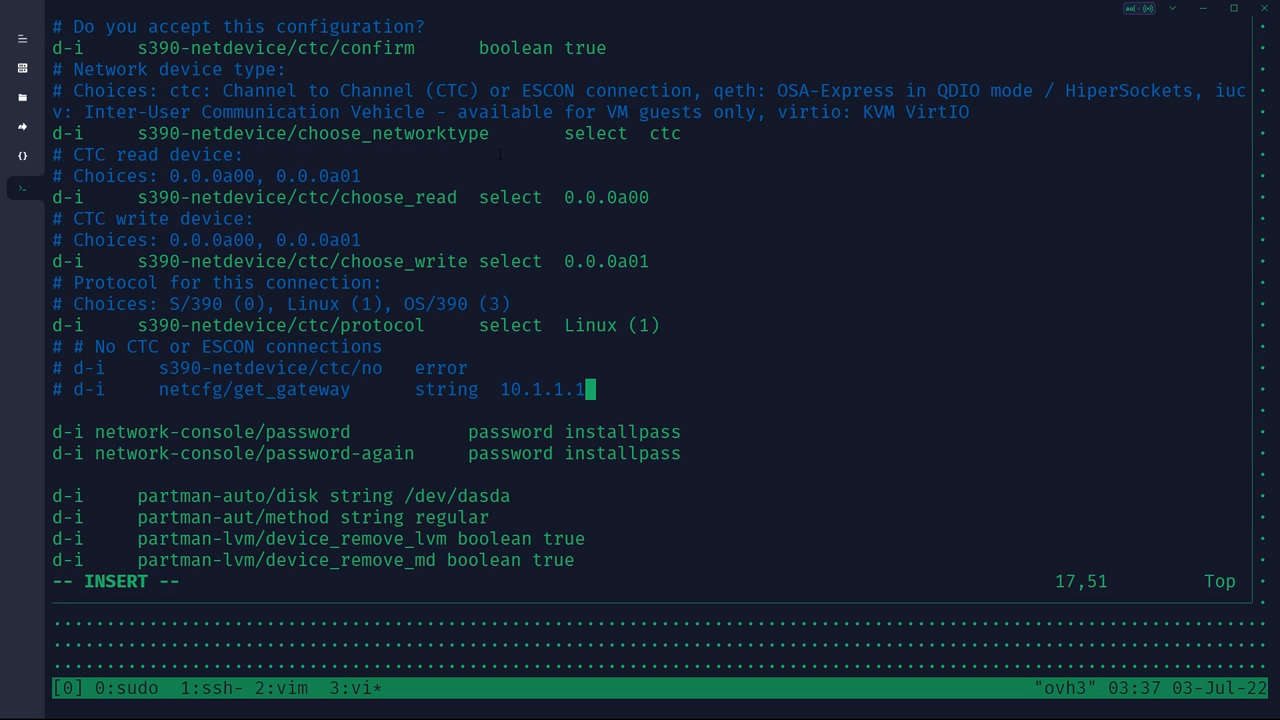 # Do you accept this configuration?
d-i     s390-netdevice/ctc/confirm      boolean true
# Network device type:
# Choices: ctc: Channel to Channel (CTC) or ESCON connection, qeth: OSA-Express in QDIO mode / HiperSockets, iuc
v: Inter-User Communication Vehicle - available for VM guests only, virtio: KVM VirtIO
d-i     s390-netdevice/choose_networktype       select  ctc
# CTC read device:
# Choices: 0.0.0a00, 0.0.0a01
d-i     s390-netdevice/ctc/choose_read  select  0.0.0a00
# CTC write device:
# Choices: 0.0.0a00, 0.0.0a01
d-i     s390-netdevice/ctc/choose_write select  0.0.0a01
# Protocol for this connection:
# Choices: S/390 (0), Linux (1), OS/390 (3)
d-i     s390-netdevice/ctc/protocol     select  Linux (1)
# # No CTC or ESCON connections
# d-i     s390-netdevice/ctc/no   error
# d-i     netcfg/get_gateway      string  10.1.1.1
d-i network-console/password           password installpass
d-i network-console/password-again     password installpass
d-i     partman-auto/disk string /dev/dasda
d-i     partman-aut/method string regular
d-i     partman-lvm/device_remove_lvm boolean true
d-i     partman-lvm/device_remove_md boolean true
-- INSERT --                                                                                  17,51         Top
[0] 0:sudo  1:ssh- 2:vim  3:vi*                                                             "ovh3" 03:37 03-Jul-22